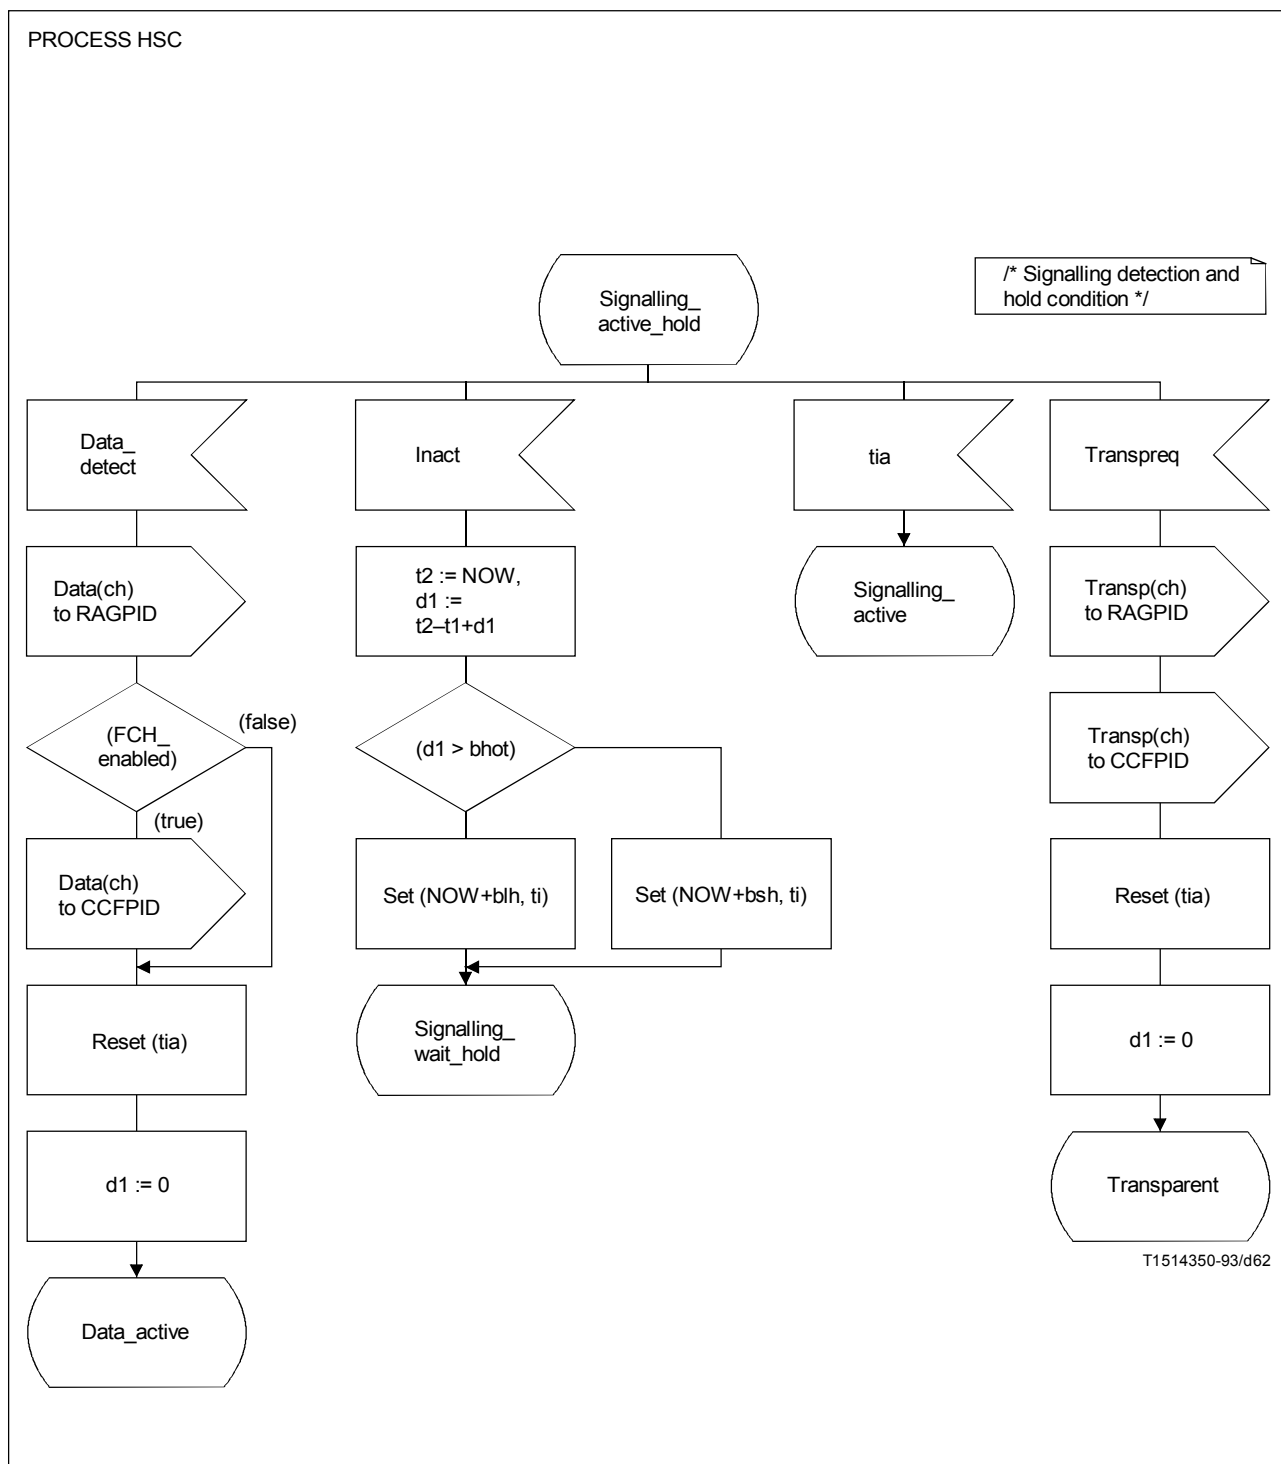 PROCESS HSC
Signalling_
active_hold
/* Signalling detection and
hold condition */
Data_
detect
Inact
tia
Transpreq
Data(ch)
to RAGPID
t2 := NOW,
d1 :=
t2–t1+d1
Signalling_
active
Transp(ch)
to RAGPID
(FCH_
enabled)
(false)
(true)
(d1 > bhot)
Transp(ch)
to CCFPID
Data(ch)
to CCFPID
Set (NOW+blh, ti)
Set (NOW+bsh, ti)
Reset (tia)
Reset (tia)
Signalling_
wait_hold
d1 := 0
d1 := 0
Transparent
T1514350-93/d62
Data_active